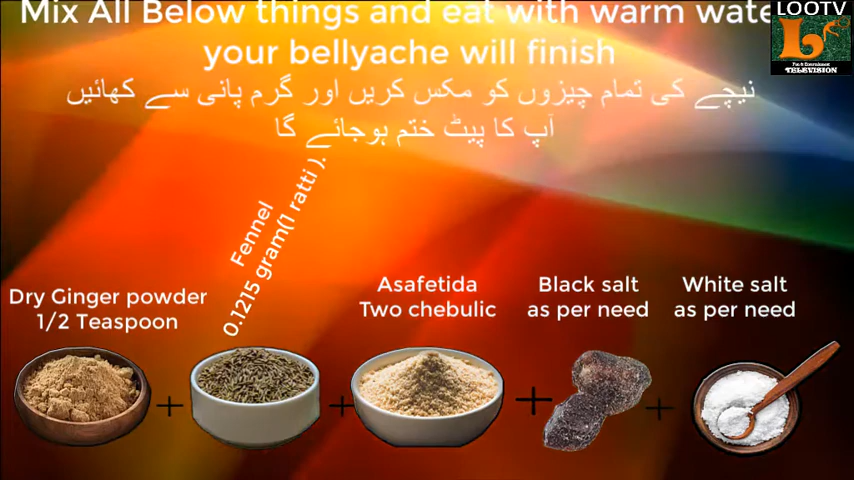 Mix All Below things and eat with warm wate
your bellyache will finish
نیچے کی تمام چیزوں کو مکس کریں اور گرم پانی سے کھائیں
آپ کا پیٹ ختم ہوجائے گا
LOOTV
Fun & Entertainment
TELEVISION
Dry Ginger powder
1/2 Teaspoon
Fennel
0.1215 gram(1 ratti ).
Asafetida
Two chebulic
Black salt
as per need
White salt
as per need